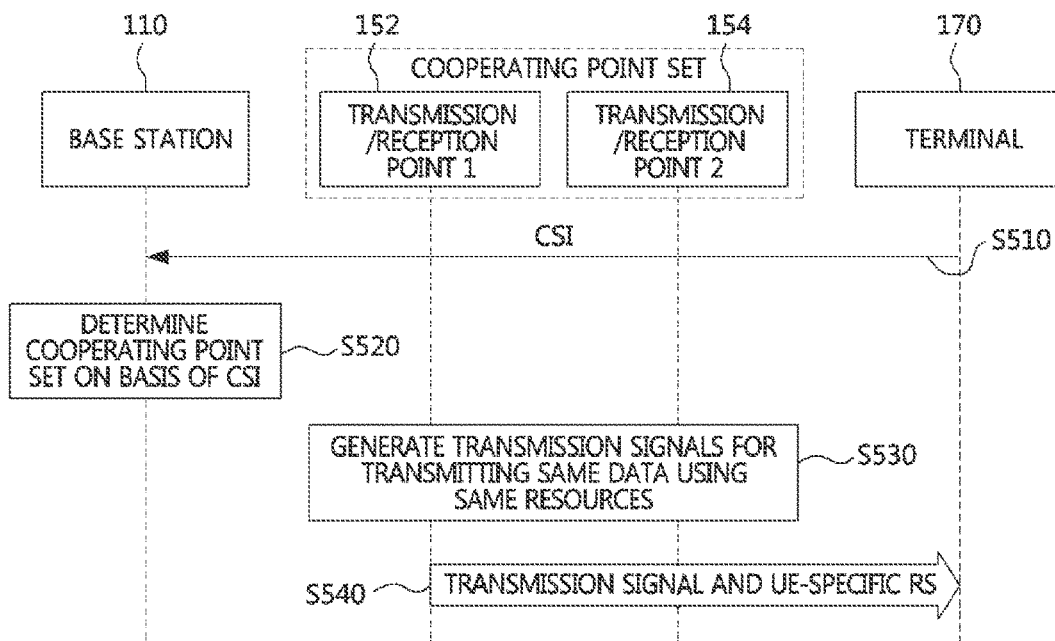 110
152
154
170
COOPERATING POINT SET
BASE STATION
TRANSMISSION
/RECEPTION
POINT 1
TRANSMISSION
/RECEPTION
POINT 2
TERMINAL
CSI
S510
DETERMINE
COOPERATING POINT
SET ON BASIS OF CSI
S520
GENERATE TRANSMISSION SIGNALS FOR
TRANSMITTING SAME DATA USING
SAME RESOURCES
S530
S540
TRANSMISSION SIGNAL AND UE-SPECIFIC RS